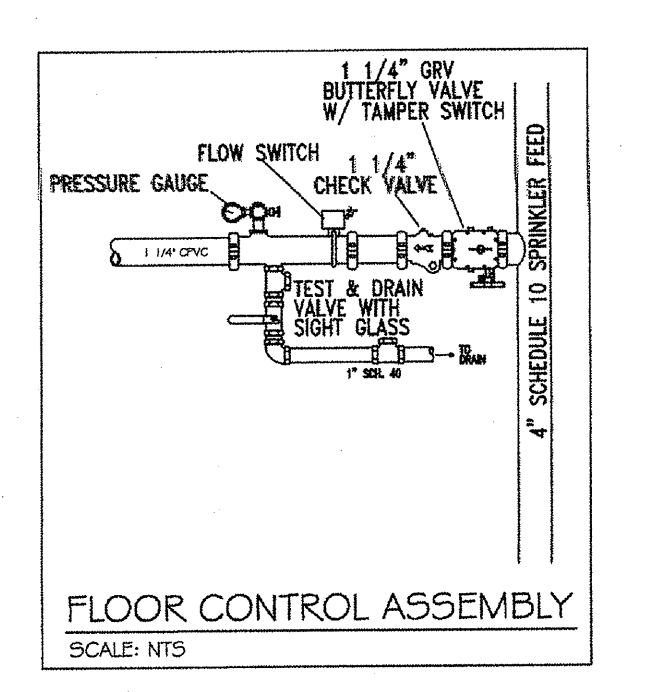 1 1/4" GRV
BUTTERFLY VALVE
W/ TAMPER SWITCH
FLOW SWITCH
1 1/4"
CHECK VALVE
PRESSURE GAUGE
1 1/4" CPVC
TEST & DRAIN
VALVE WITH
SIGHT GLASS
1" SCH. 40
TO
DRAIN
4" SCHEDULE 10 SPRINKLER FEED
FLOOR CONTROL ASSEMBLY
SCALE: NTS